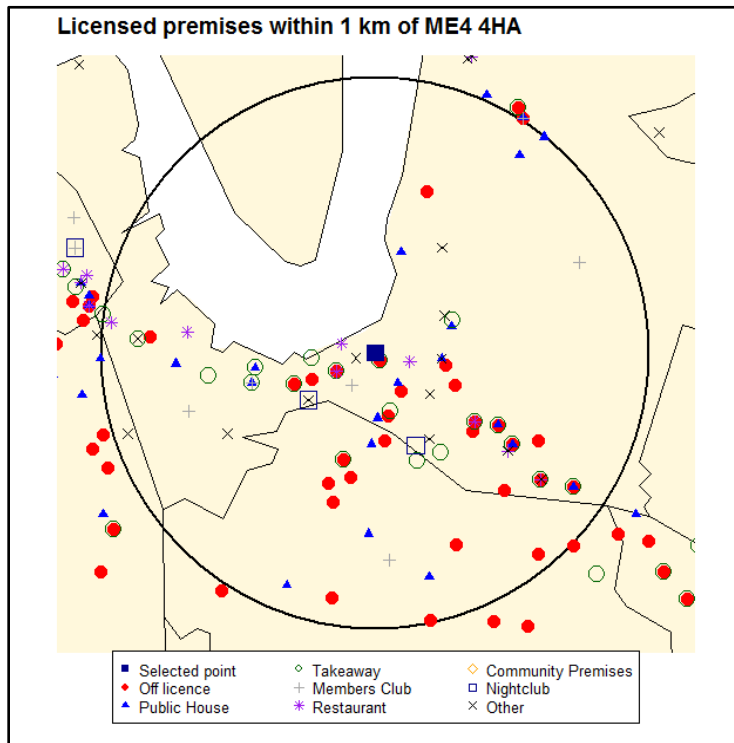 Licensed premises within 1 km of ME4 4HA
Selected point Takeaway Community Premises
Off licence Members Club Nightclub
Public House Restaurant Other